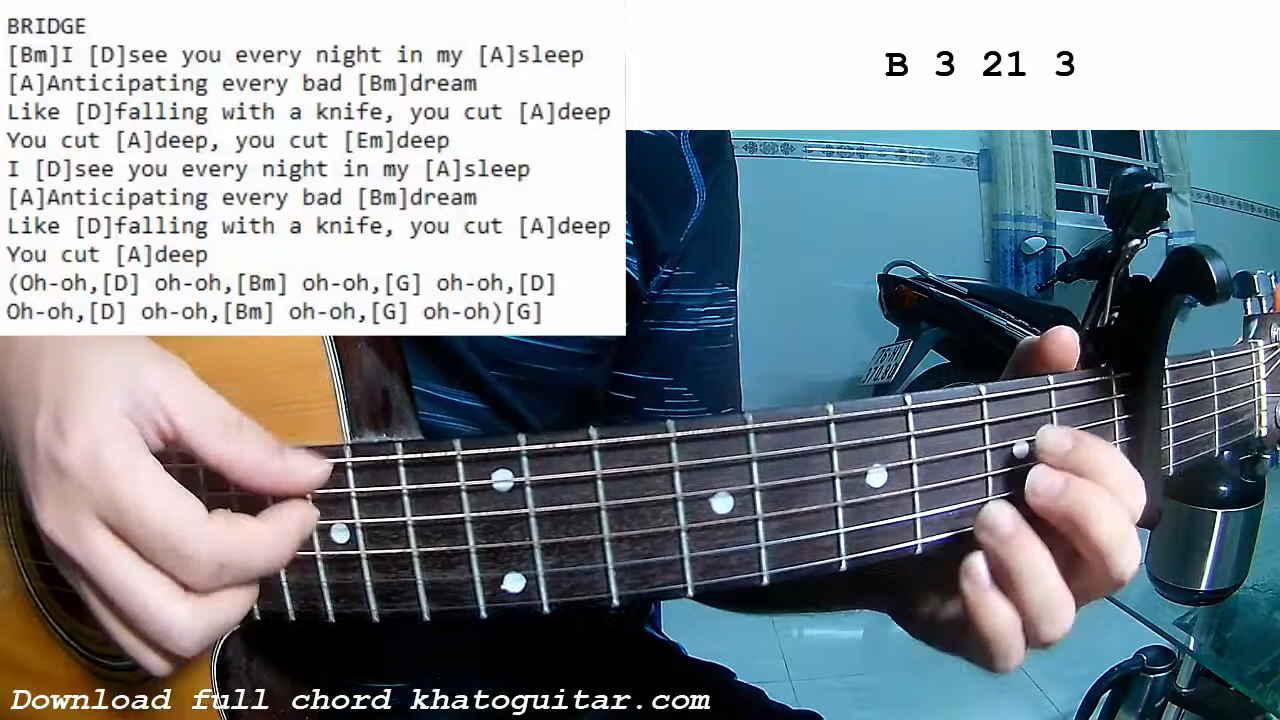 BRIDGE
[Bm]I [D]see you every night in my [A]sleep
[A]Anticipating every bad [Bm]dream
Like [D]falling with a knife, you cut [A]deep
You cut [A]deep, you cut [Em]deep
I [D]see you every night in my [A]sleep
[A]Anticipating every bad [Bm]dream
Like [D]falling with a knife, you cut [A]deep
You cut [A]deep
(Oh-oh,[D] oh-oh,[Bm] oh-oh,[G] oh-oh,[D]
Oh-oh,[D] oh-oh,[Bm] oh-oh,[G] oh-oh)[G]
B 3 21 3
Download full chord khatoguitar.com